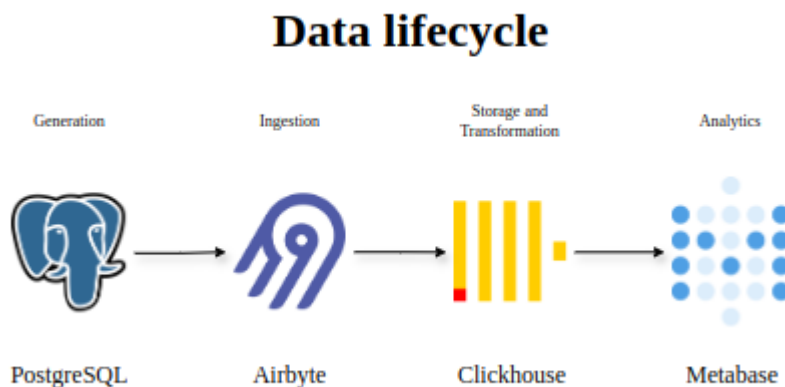 Data lifecycle
Generation
Ingestion
Storage and
Transformation
Analytics
PostgreSQL
Airbyte
Clickhouse
Metabase